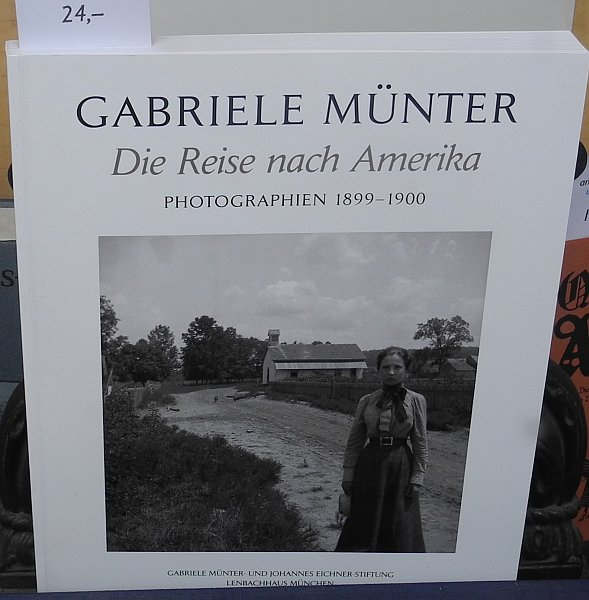 24,–
GABRIELE MÜNTER
Die Reise nach Amerika
PHOTOGRAPHIEN 1899–1900
GABRIELE MÜNTER- UND JOHANNES EICHNER-STIFTUNG
LENBACHHAUS MÜNCHEN